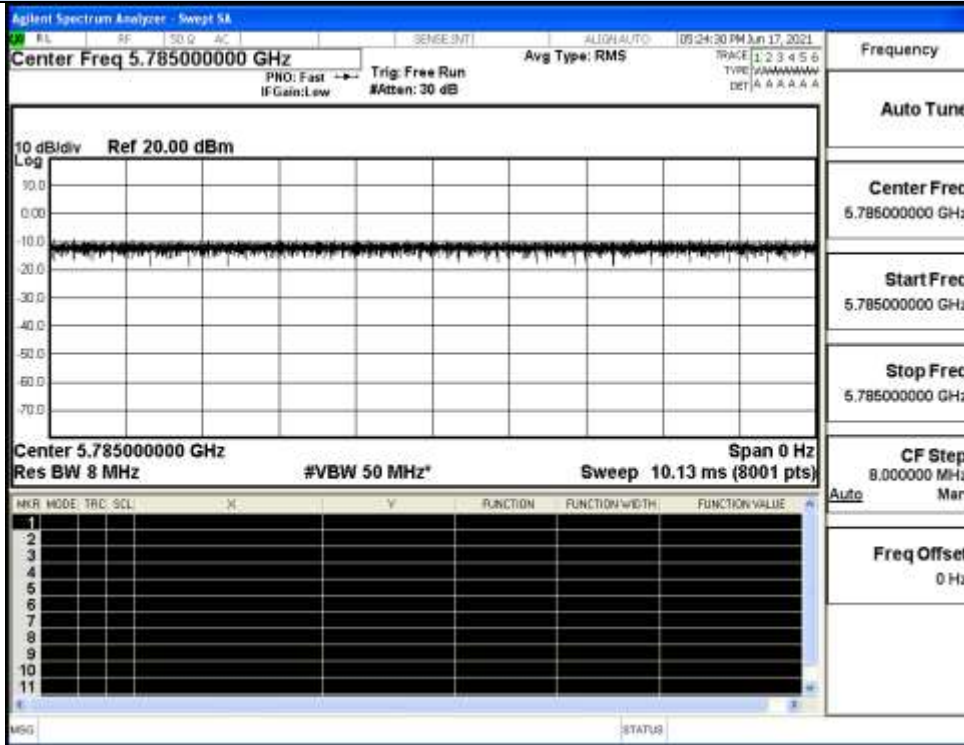 Agilent Spectrum Analyzer - Swept SA
RL RF 50 Ω AC SENSE:INT ALIGN AUTO 05:24:30 PM Jun 17, 2021
Center Freq 5.785000000 GHz
PNO: Fast
IFGain:Low
Trig: Free Run
#Atten: 30 dB
Avg Type: RMS
TRACE 1 2 3 4 5 6
TYPE
DET A A A A A A
10 dB/div Ref 20.00 dBm
Log
10.0
0.00
-10.0
-20.0
-30.0
-40.0
-50.0
-60.0
-70.0
Center 5.785000000 GHz Span 0 Hz
Res BW 8 MHz #VBW 50 MHz* Sweep 10.13 ms (8001 pts)
MKR MODE TRC SCL X Y FUNCTION FUNCTION WIDTH FUNCTION VALUE
1
2
3
4
5
6
7
8
9
10
11
MSG STATUS
Frequency
Auto Tune
Center Freq
5.785000000 GHz
Start Freq
5.785000000 GHz
Stop Freq
5.785000000 GHz
CF Step
8.000000 MHz
Auto Man
Freq Offset
0 Hz